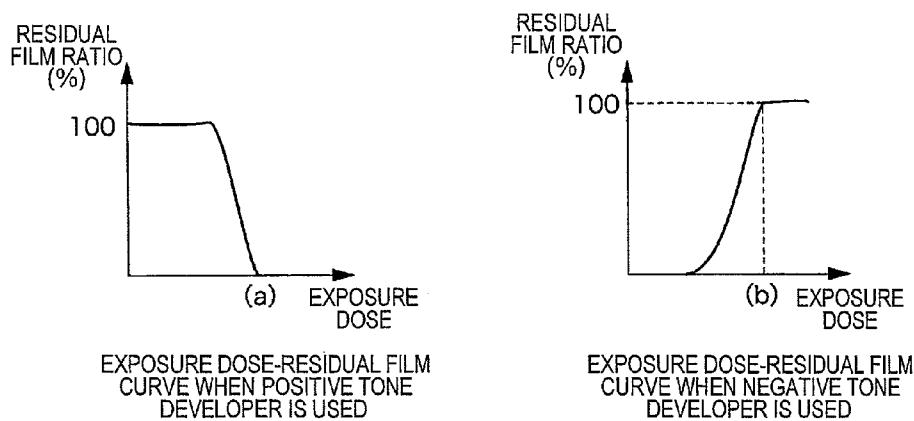 RESIDUAL
FILM RATIO
(%)
100
(a)
EXPOSURE
DOSE
EXPOSURE DOSE-RESIDUAL FILM
CURVE WHEN POSITIVE TONE
DEVELOPER IS USED
RESIDUAL
FILM RATIO
(%)
100
(b)
EXPOSURE
DOSE
EXPOSURE DOSE-RESIDUAL FILM
CURVE WHEN NEGATIVE TONE
DEVELOPER IS USED